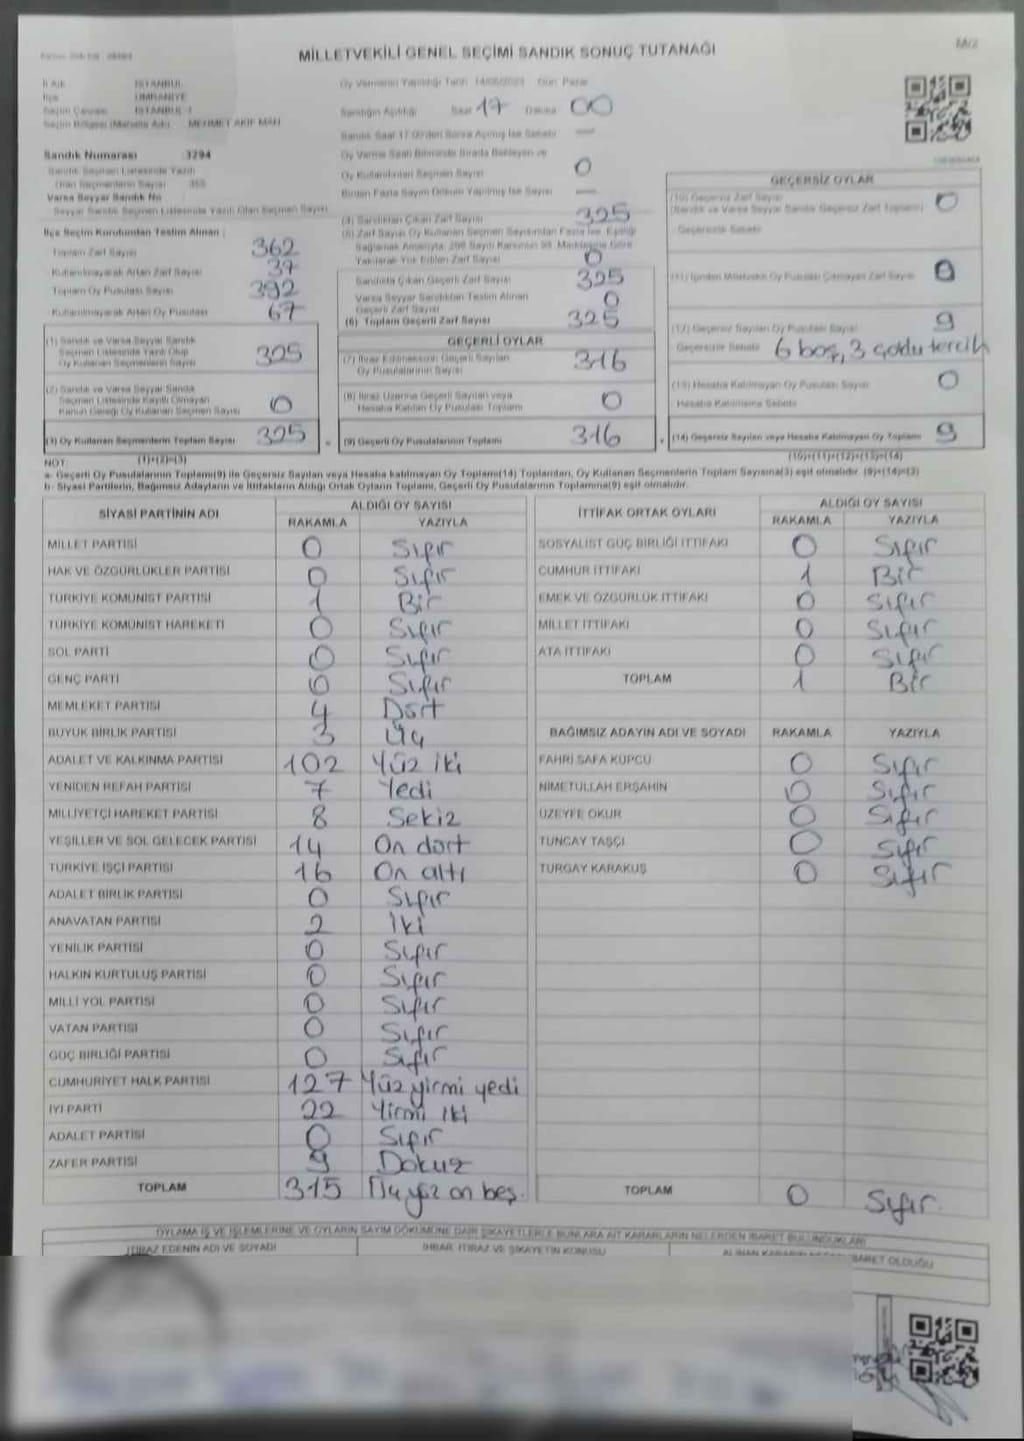 MİLLETVEKİLİ GENEL SEÇİMİ SANDIK SONUÇ TUTANAĞI
M/2
İl Adı İSTANBUL
İlçe ÜMRANİYE
Seçim Çevresi İSTANBUL 1
Seçim Bölgesi (Mahalle Adı) MEHMET AKİF MAH
Sandık Numarası :3294
Sandık Seçmen Listesinde Yazılı
Olan Seçmenlerin Sayısı
Varsa Seyyar Sandık No
Seyyar Sandık Seçmen Listesinde Yazılı Olan Seçmen Sayısı
İlçe Seçim Kurulundan Teslim Alınan :
Toplam Zarf Sayısı 362
Kullanılmayarak Artan Zarf Sayısı 37
Toplam Oy Pusulası Sayısı 392
Kullanılmayarak Artan Oy Pusulası 67
(1) Sandık ve Varsa Seyyar Sandık
Seçmen Listesinde Yazılı Olup
Oy Kullanan Seçmenlerin Sayısı 325
(2) Sandık ve Varsa Seyyar Sandık
Seçmen Listesinde Kayıtlı Olmayan
Kanun Gereği Oy Kullanan Seçmen Sayısı 0
(3) Oy Kullanan Seçmenlerin Toplam Sayısı 325
(1)+(2)=(3)
Oy Vermenin Yapıldığı Tarih 14/05/2023 Gün Pazar
Sandığın Açıldığı Saat 17 Dakika 00
Sandık Saat 17.00'den Sonra Açılmış İse Sebebi —
Oy Verme Saati Bitiminde Sırada Bekleyen ve
Oy Kullandırılan Seçmen Sayısı 0
Birden Fazla Sayım Döküm Yapılmış İse Sayısı —
(4) Sandıktan Çıkan Zarf Sayısı 325
(5) Zarf Sayısı Oy Kullanan Seçmen Sayısından Fazla İse, Eşitliği
Sağlamak Amacıyla, 298 Sayılı Kanunun 98. Maddesine Göre
Yakılarak Yok Edilen Zarf Sayısı 0
Sandıkta Çıkan Geçerli Zarf Sayısı 325
Varsa Seyyar Sandıktan Teslim Alınan
Geçerli Zarf Sayısı 0
(6) Toplam Geçerli Zarf Sayısı 325
GEÇERLİ OYLAR
(7) İtiraz Edilmeksizin Geçerli Sayılan
Oy Pusulalarının Sayısı 316
(8) İtiraz Üzerine Geçerli Sayılan veya
Hesaba Katılan Oy Pusulası Toplamı 0
(9) Geçerli Oy Pusulalarının Toplamı 316
GEÇERSİZ OYLAR
(10) Geçersiz Zarf Sayısı 0
(Sandık ve Varsa Seyyar Sandık Geçersiz Zarf Toplamı)
Geçersizlik Sebebi
(11) İçinden Milletvekili Oy Pusulası Çıkmayan Zarf Sayısı 0
(12) Geçersiz Sayılan Oy Pusulası Sayısı 9
Geçersizlik Sebebi 6 boş, 3 çoklu tercih
(13) Hesaba Katılmayan Oy Pusulası Sayısı 0
Hesaba Katılmama Sebebi
(14) Geçersiz Sayılan veya Hesaba Katılmayan Oy Toplamı 9
(10)+(11)+(12)+(13)=(14)
NOT:
a- Geçerli Oy Pusulalarının Toplamı(9) ile Geçersiz Sayılan veya Hesaba katılmayan Oy Toplamı(14) Toplamları, Oy Kullanan Seçmenlerin Toplam Sayısına(3) eşit olmalıdır. (9)+(14)=(3)
b- Siyasi Partilerin, Bağımsız Adayların ve İttifakların Aldığı Ortak Oyların Toplamı, Geçerli Oy Pusulalarının Toplamına(9) eşit olmalıdır.
SİYASİ PARTİNİN ADI ALDIĞI OY SAYISI
RAKAMLA YAZIYLA
MİLLET PARTİSİ 0 Sıfır
HAK VE ÖZGÜRLÜKLER PARTİSİ 0 Sıfır
TÜRKİYE KOMÜNİST PARTİSİ 1 Bir
TÜRKİYE KOMÜNİST HAREKETİ 0 Sıfır
SOL PARTİ 0 Sıfır
GENÇ PARTİ 0 Sıfır
MEMLEKET PARTİSİ 4 Dört
BÜYÜK BİRLİK PARTİSİ 3 Üç
ADALET VE KALKINMA PARTİSİ 102 Yüz iki
YENİDEN REFAH PARTİSİ 7 Yedi
MİLLİYETÇİ HAREKET PARTİSİ 8 Sekiz
YEŞİLLER VE SOL GELECEK PARTİSİ 14 On dört
TÜRKİYE İŞÇİ PARTİSİ 16 On altı
ADALET BİRLİK PARTİSİ 0 Sıfır
ANAVATAN PARTİSİ 2 İki
YENİLİK PARTİSİ 0 Sıfır
HALKIN KURTULUŞ PARTİSİ 0 Sıfır
MİLLİ YOL PARTİSİ 0 Sıfır
VATAN PARTİSİ 0 Sıfır
GÜÇ BİRLİĞİ PARTİSİ 0 Sıfır
CUMHURİYET HALK PARTİSİ 127 Yüz yirmi yedi
İYİ PARTİ 22 Yirmi iki
ADALET PARTİSİ 0 Sıfır
ZAFER PARTİSİ 9 Dokuz
TOPLAM 315 Üçyüz on beş.
İTTİFAK ORTAK OYLARI ALDIĞI OY SAYISI
RAKAMLA YAZIYLA
SOSYALİST GÜÇ BİRLİĞİ İTTİFAKI 0 Sıfır
CUMHUR İTTİFAKI 1 Bir
EMEK VE ÖZGÜRLÜK İTTİFAKI 0 Sıfır
MİLLET İTTİFAKI 0 Sıfır
ATA İTTİFAKI 0 Sıfır
TOPLAM 1 Bir
BAĞIMSIZ ADAYIN ADI VE SOYADI RAKAMLA YAZIYLA
FAHRİ SAFA KÜPCÜ 0 Sıfır
NİMETULLAH ERŞAHİN 0 Sıfır
ÜZEYFE OKUR 0 Sıfır
TUNCAY TAŞÇI 0 Sıfır
TURGAY KARAKUŞ 0 Sıfır
TOPLAM 0 Sıfır
OYLAMA İŞ VE İŞLEMLERİNE VE OYLARIN SAYIM DÖKÜMÜNE DAİR ŞİKAYETLERLE BUNLARA AİT KARARLARIN NELERDEN İBARET BULUNDUKLARI
İTİRAZ EDENİN ADI VE SOYADI İHBAR, İTİRAZ VE ŞİKAYETİN KONUSU